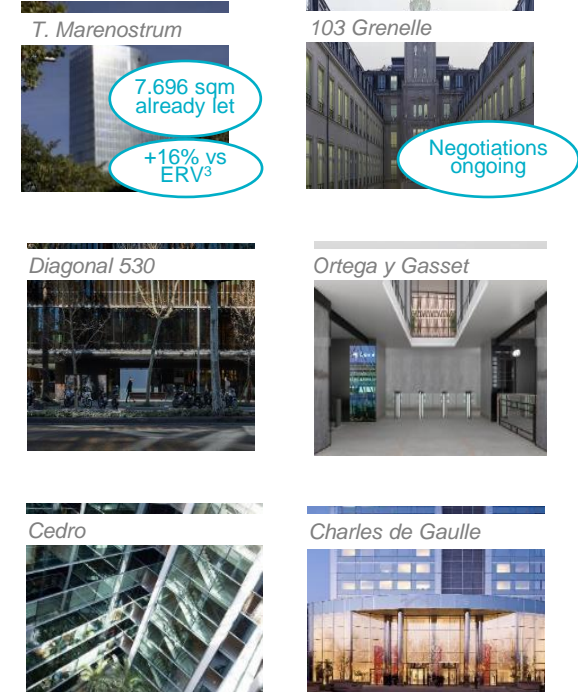 T. Marenostrum
103 Grenelle
7.696 sqm
already let
+16% vs
ERV³
Negotiations
ongoing
Diagonal 530
Ortega y Gasset
Cedro
Charles de Gaulle